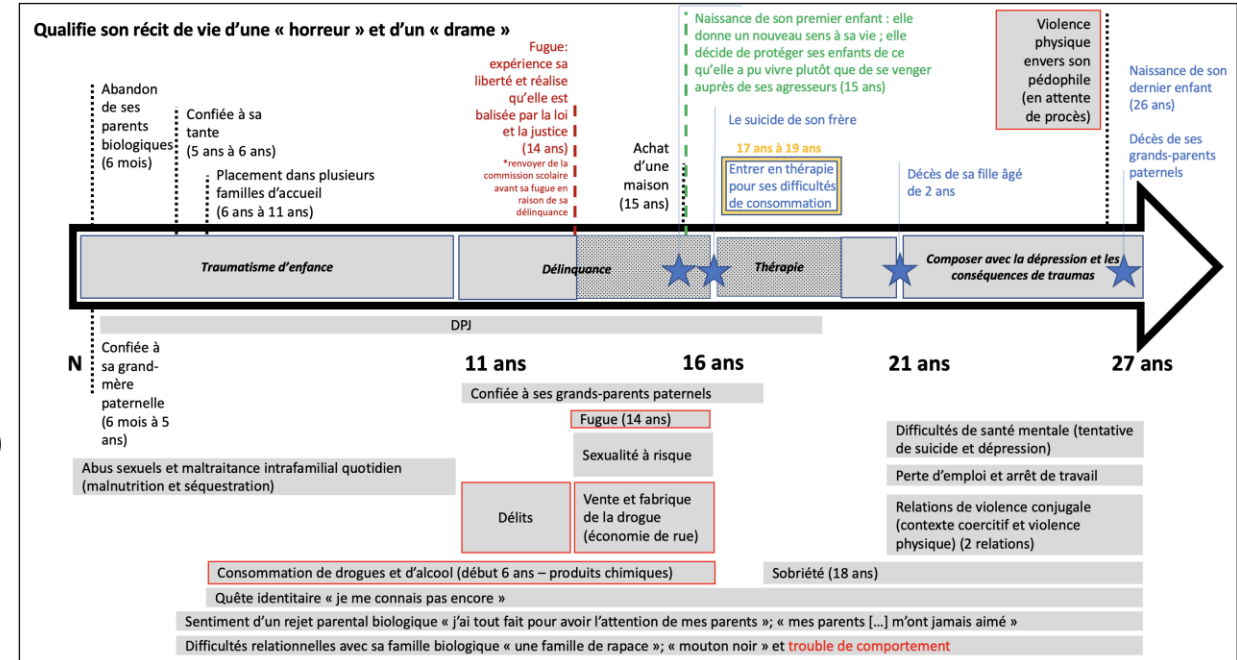 Qualifie son récit de vie d'une « horreur » et d'un « drame »
Abandon
de ses
parents
biologiques
(6 mois)
Confiée à sa
tante
(5 ans à 6 ans)
Placement dans plusieurs
familles d'accueil
(6 ans à 11 ans)
Fugue:
expérience sa
liberté et réalise
qu'elle est
balisée par la loi
et la justice
(14 ans)
*renvoyer de la
commission scolaire
avant sa fugue en
raison de sa
délinquance
Achat
d'une
maison
(15 ans)
Naissance de son premier enfant : elle
donne un nouveau sens à sa vie ; elle
décide de protéger ses enfants de ce
qu'elle a pu vivre plutôt que de se venger
auprès de ses agresseurs (15 ans)
Le suicide de son frère
17 ans à 19 ans
Entrer en thérapie
pour ses difficultés
de consommation
Décès de sa fille âgé
de 2 ans
Violence
physique
envers son
pédophile
(en attente
de procès)
Naissance de son
dernier enfant
(26 ans)
Décès de ses
grands-parents
paternels
Traumatisme d'enfance
Délinquance
Thérapie
Composer avec la dépression et les
conséquences de traumas
DPJ
N
11 ans
16 ans
21 ans
27 ans
Confiée à
sa grand-
mère
paternelle
(6 mois à 5
ans)
Confiée à ses grands-parents paternels
Fugue (14 ans)
Sexualité à risque
Abus sexuels et maltraitance intrafamilial quotidien
(malnutrition et séquestration)
Délits
Vente et fabrique
de la drogue
(économie de rue)
Difficultés de santé mentale (tentative
de suicide et dépression)
Perte d'emploi et arrêt de travail
Relations de violence conjugale
(contexte coercitif et violence
physique) (2 relations)
Consommation de drogues et d'alcool (début 6 ans – produits chimiques)
Sobriété (18 ans)
Quête identitaire « je me connais pas encore »
Sentiment d'un rejet parental biologique « j'ai tout fait pour avoir l'attention de mes parents »; « mes parents […] m'ont jamais aimé »
Difficultés relationnelles avec sa famille biologique « une famille de rapace »; « mouton noir » et trouble de comportement